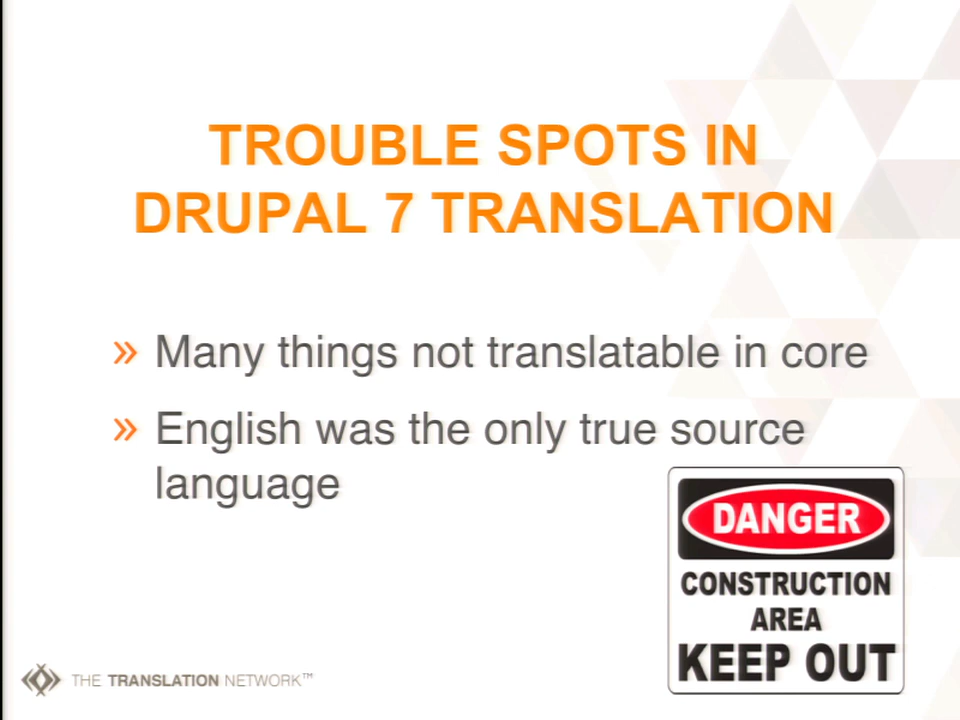 TROUBLE SPOTS IN
DRUPAL 7 TRANSLATION
» Many things not translatable in core
» English was the only true source
language
DANGER
CONSTRUCTION
AREA
KEEP OUT
THE TRANSLATION NETWORK™